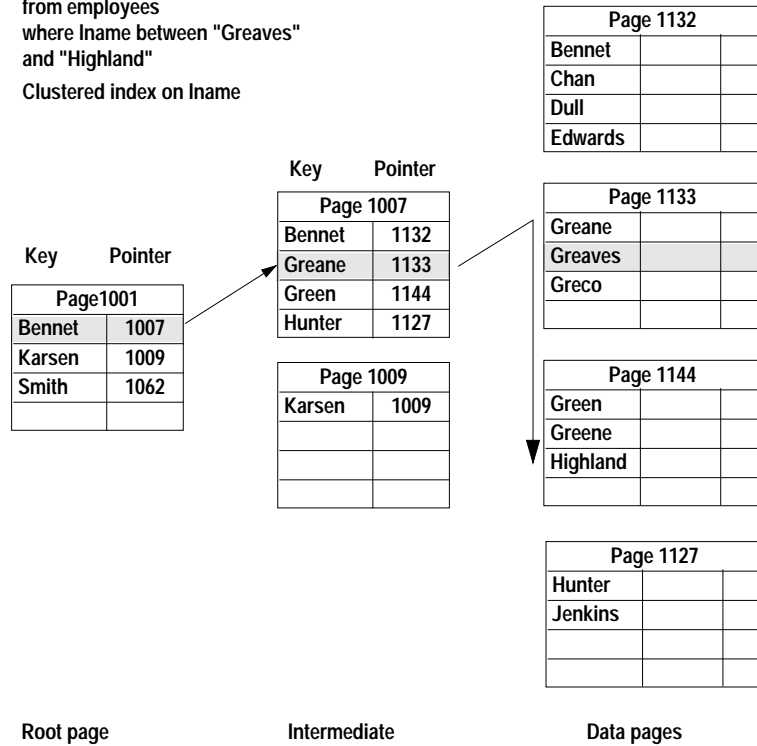 from employees
where lname between "Greaves"
and "Highland"
Clustered index on lname
Key Pointer
Page1001
Bennet 1007
Karsen 1009
Smith 1062
Key Pointer
Page 1007
Bennet 1132
Greane 1133
Green 1144
Hunter 1127
Page 1009
Karsen 1009
Page 1132
Bennet
Chan
Dull
Edwards
Page 1133
Greane
Greaves
Greco
Page 1144
Green
Greene
Highland
Page 1127
Hunter
Jenkins
Root page Intermediate Data pages